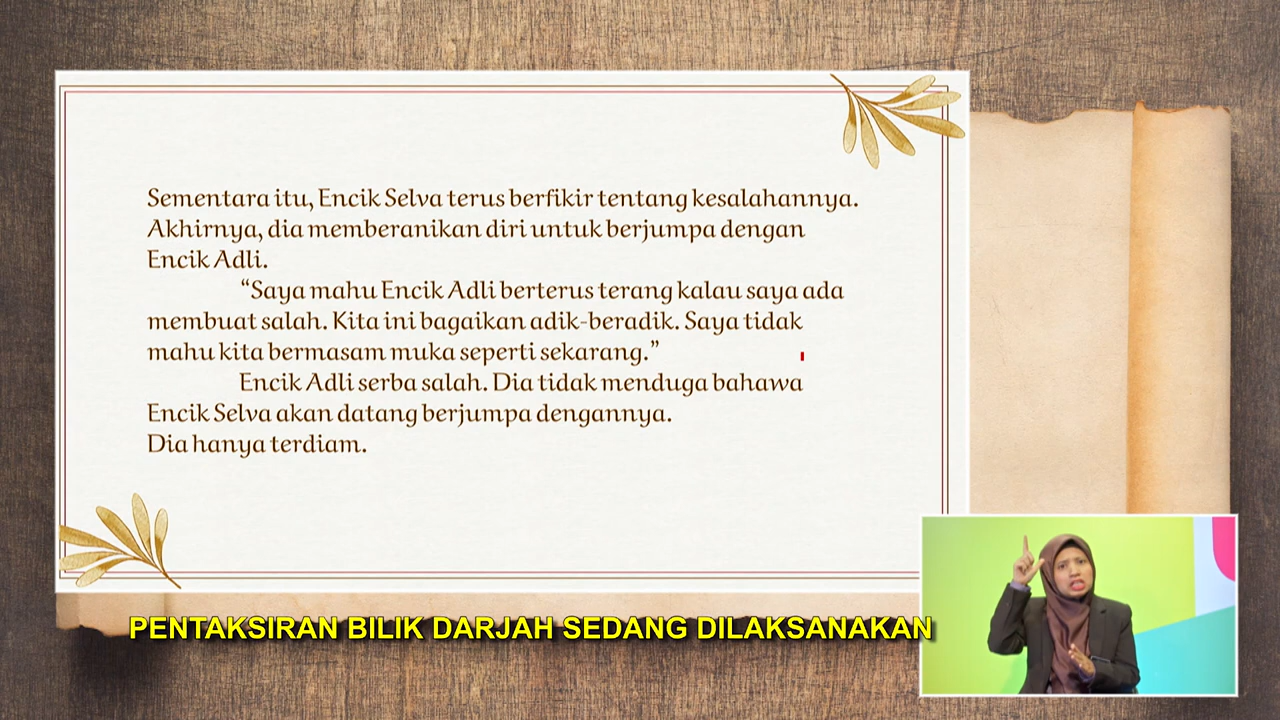 Sementara itu, Encik Selva terus berfikir tentang kesalahannya.
Akhirnya, dia memberanikan diri untuk berjumpa dengan
Encik Adli.
“Saya mahu Encik Adli berterus terang kalau saya ada
membuat salah. Kita ini bagaikan adik-beradik. Saya tidak
mahu kita bermasam muka seperti sekarang.”
Encik Adli serba salah. Dia tidak menduga bahawa
Encik Selva akan datang berjumpa dengannya.
Dia hanya terdiam.
PENTAKSIRAN BILIK DARJAH SEDANG DILAKSANAKAN